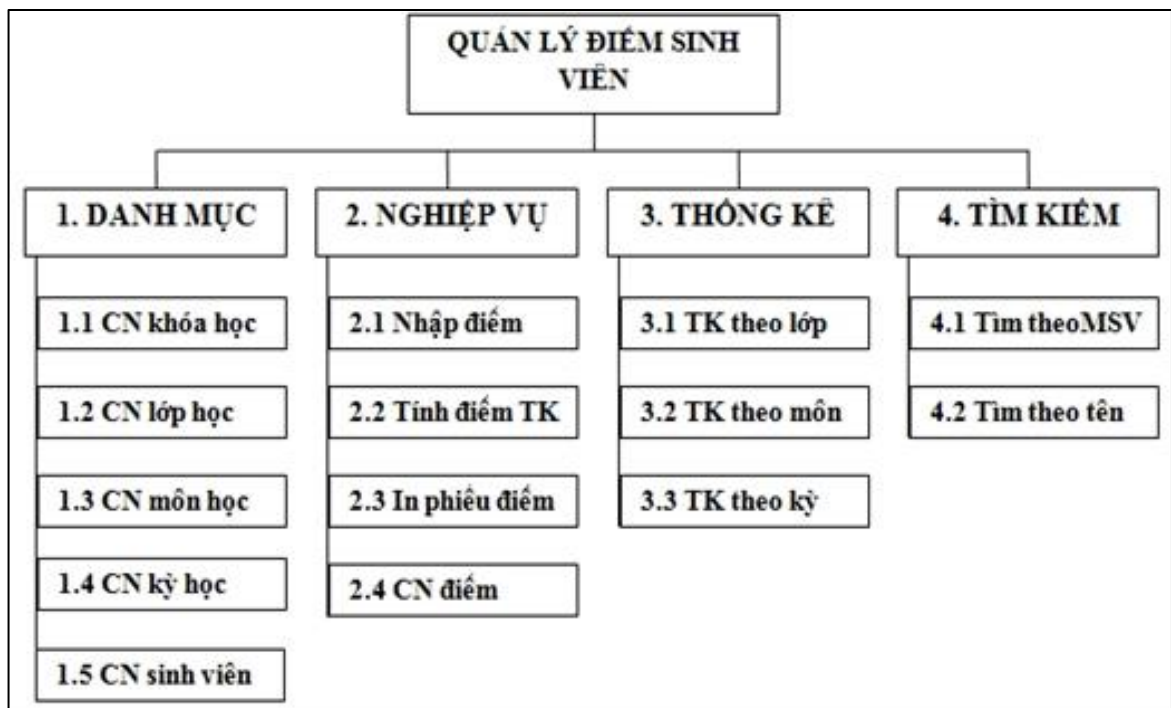 QUẢN LÝ ĐIỂM SINH
VIÊN
1. DANH MỤC
2. NGHIỆP VỤ
3. THỐNG KÊ
4. TÌM KIẾM
1.1 CN khóa học
1.2 CN lớp học
1.3 CN môn học
1.4 CN kỳ học
1.5 CN sinh viên
2.1 Nhập điểm
2.2 Tính điểm TK
2.3 In phiếu điểm
2.4 CN điểm
3.1 TK theo lớp
3.2 TK theo môn
3.3 TK theo kỳ
4.1 Tìm theoMSV
4.2 Tìm theo tên